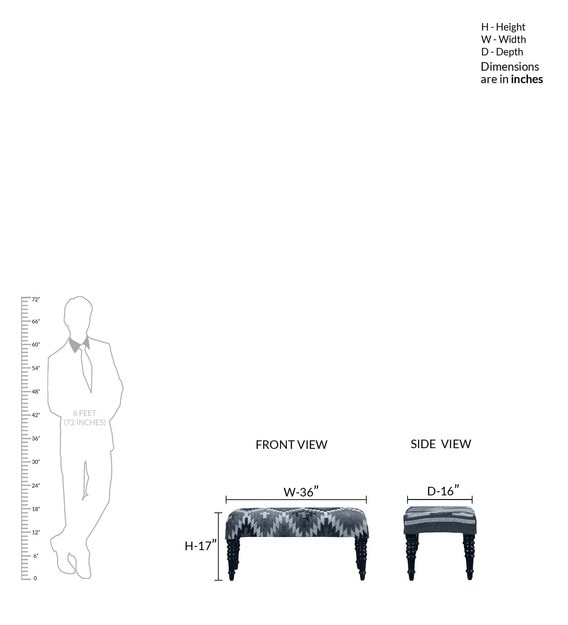 H - Height
W - Width
D - Depth
Dimensions
are in inches
72"
66"
60"
54"
48"
42"
36"
30"
24"
18"
12"
6"
0
6 FEET
(72 INCHES)
FRONT VIEW
SIDE VIEW
W-36”
D-16”
H-17”